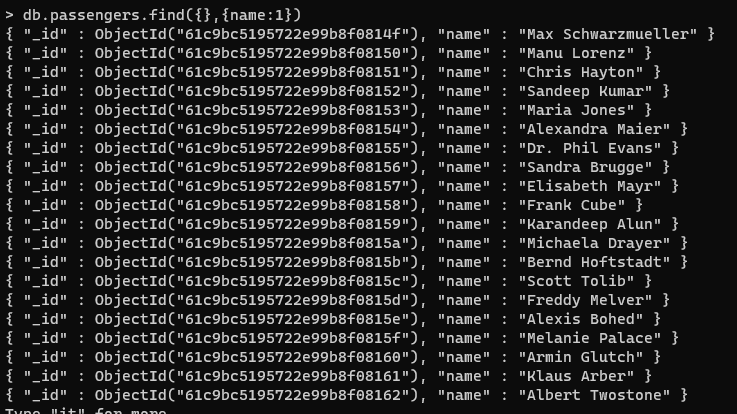 > db.passengers.find({},{name:1})
{ "_id" : ObjectId("61c9bc5195722e99b8f0814f"), "name" : "Max Schwarzmueller" }
{ "_id" : ObjectId("61c9bc5195722e99b8f08150"), "name" : "Manu Lorenz" }
{ "_id" : ObjectId("61c9bc5195722e99b8f08151"), "name" : "Chris Hayton" }
{ "_id" : ObjectId("61c9bc5195722e99b8f08152"), "name" : "Sandeep Kumar" }
{ "_id" : ObjectId("61c9bc5195722e99b8f08153"), "name" : "Maria Jones" }
{ "_id" : ObjectId("61c9bc5195722e99b8f08154"), "name" : "Alexandra Maier" }
{ "_id" : ObjectId("61c9bc5195722e99b8f08155"), "name" : "Dr. Phil Evans" }
{ "_id" : ObjectId("61c9bc5195722e99b8f08156"), "name" : "Sandra Brugge" }
{ "_id" : ObjectId("61c9bc5195722e99b8f08157"), "name" : "Elisabeth Mayr" }
{ "_id" : ObjectId("61c9bc5195722e99b8f08158"), "name" : "Frank Cube" }
{ "_id" : ObjectId("61c9bc5195722e99b8f08159"), "name" : "Karandeep Alun" }
{ "_id" : ObjectId("61c9bc5195722e99b8f0815a"), "name" : "Michaela Drayer" }
{ "_id" : ObjectId("61c9bc5195722e99b8f0815b"), "name" : "Bernd Hoftstadt" }
{ "_id" : ObjectId("61c9bc5195722e99b8f0815c"), "name" : "Scott Tolib" }
{ "_id" : ObjectId("61c9bc5195722e99b8f0815d"), "name" : "Freddy Melver" }
{ "_id" : ObjectId("61c9bc5195722e99b8f0815e"), "name" : "Alexis Bohed" }
{ "_id" : ObjectId("61c9bc5195722e99b8f0815f"), "name" : "Melanie Palace" }
{ "_id" : ObjectId("61c9bc5195722e99b8f08160"), "name" : "Armin Glutch" }
{ "_id" : ObjectId("61c9bc5195722e99b8f08161"), "name" : "Klaus Arber" }
{ "_id" : ObjectId("61c9bc5195722e99b8f08162"), "name" : "Albert Twostone" }
Type "it" for more